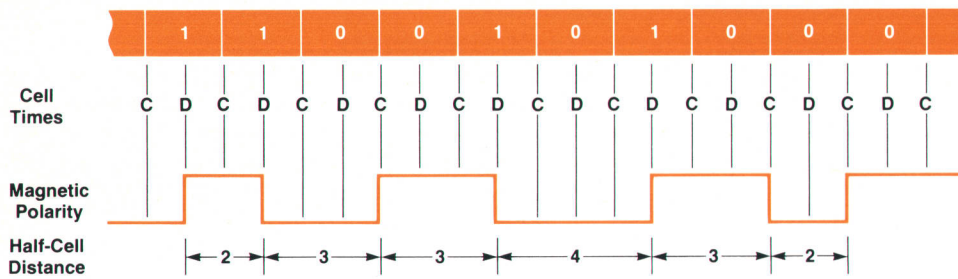 1 1 0 0 1 0 1 0 0 0
Cell
Times
C D C D C D C D C D C D C D C D C D C D C
Magnetic
Polarity
Half-Cell
Distance
2 3 3 4 3 2